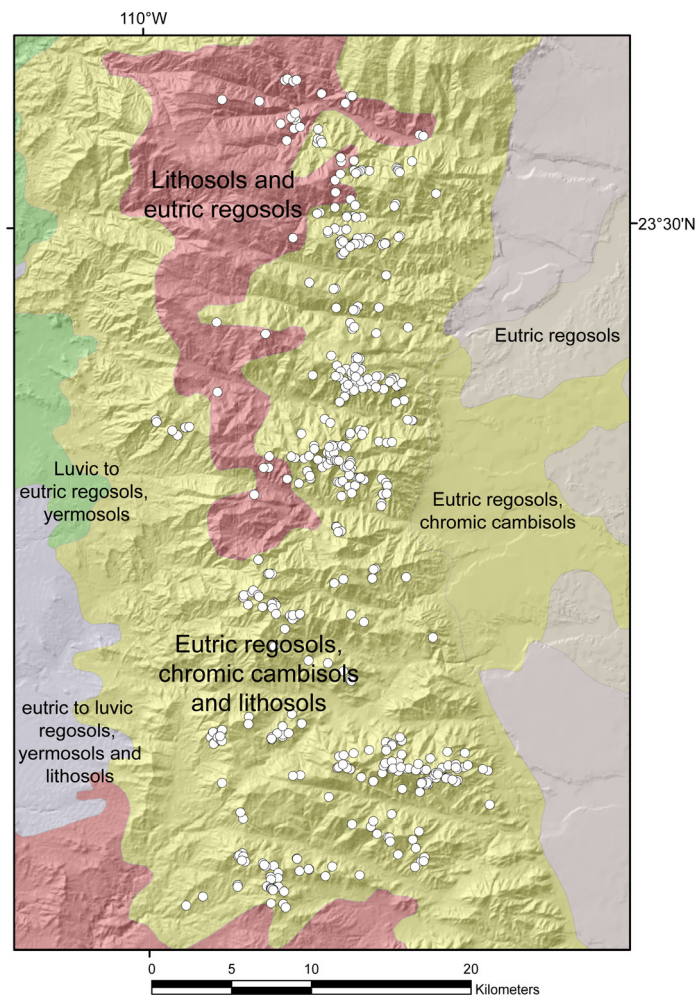 110°W
Lithosols and
eutric regosols
23°30'N
Eutric regosols
Luvic to
eutric regosols,
yermosols
Eutric regosols,
chromic cambisols
Eutric regosols,
chromic cambisols
and lithosols
eutric to luvic
regosols,
yermosols and
lithosols
0 5 10 20
Kilometers